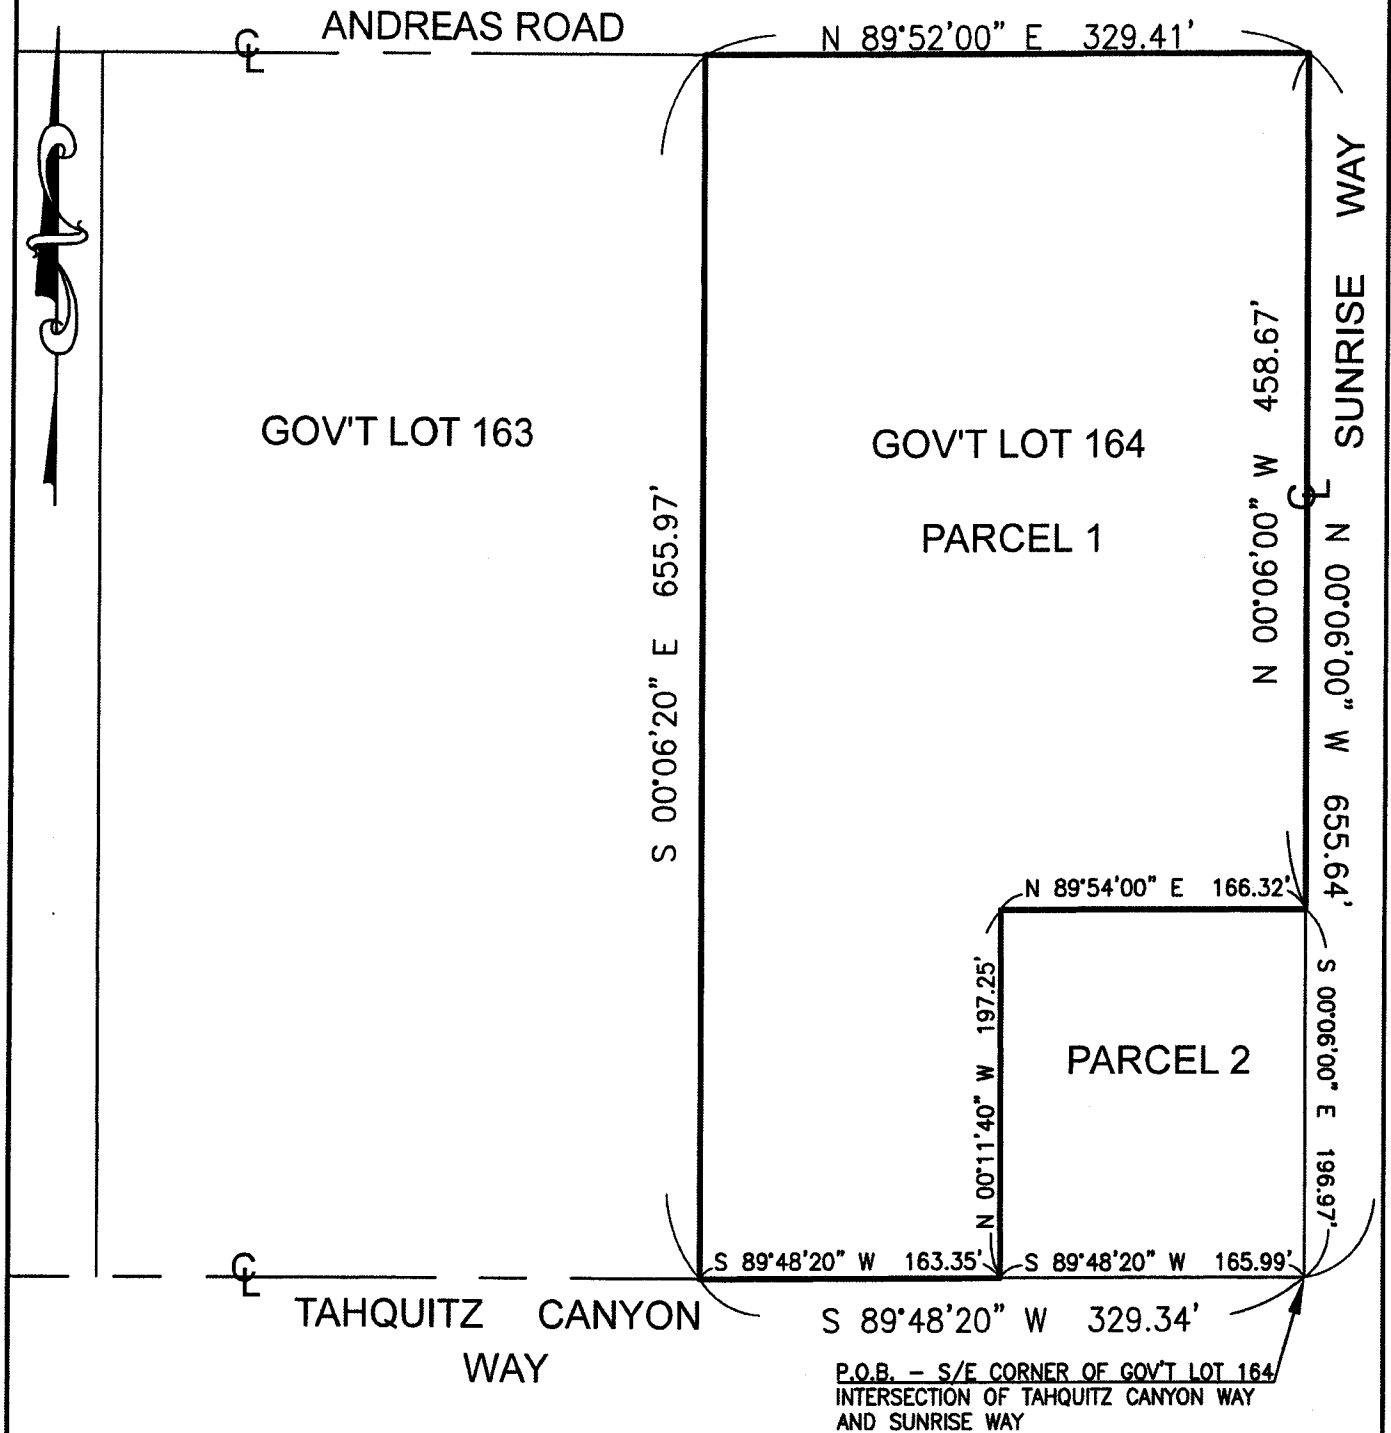 ANDREAS ROAD
N 89°52'00" E 329.41'
CL
SUNRISE WAY
GOV'T LOT 163
GOV'T LOT 164
PARCEL 1
S 00°06'20" E 655.97'
N 00°06'00" W 458.67'
CL
N 00°06'00" W 655.64'
N 89°54'00" E 166.32'
N 00°11'40" W 197.25'
PARCEL 2
S 00°06'00" E 196.97'
S 89°48'20" W 163.35'
S 89°48'20" W 165.99'
CL
TAHQUITZ CANYON
WAY
S 89°48'20" W 329.34'
P.O.B. – S/E CORNER OF GOV'T LOT 164
INTERSECTION OF TAHQUITZ CANYON WAY
AND SUNRISE WAY